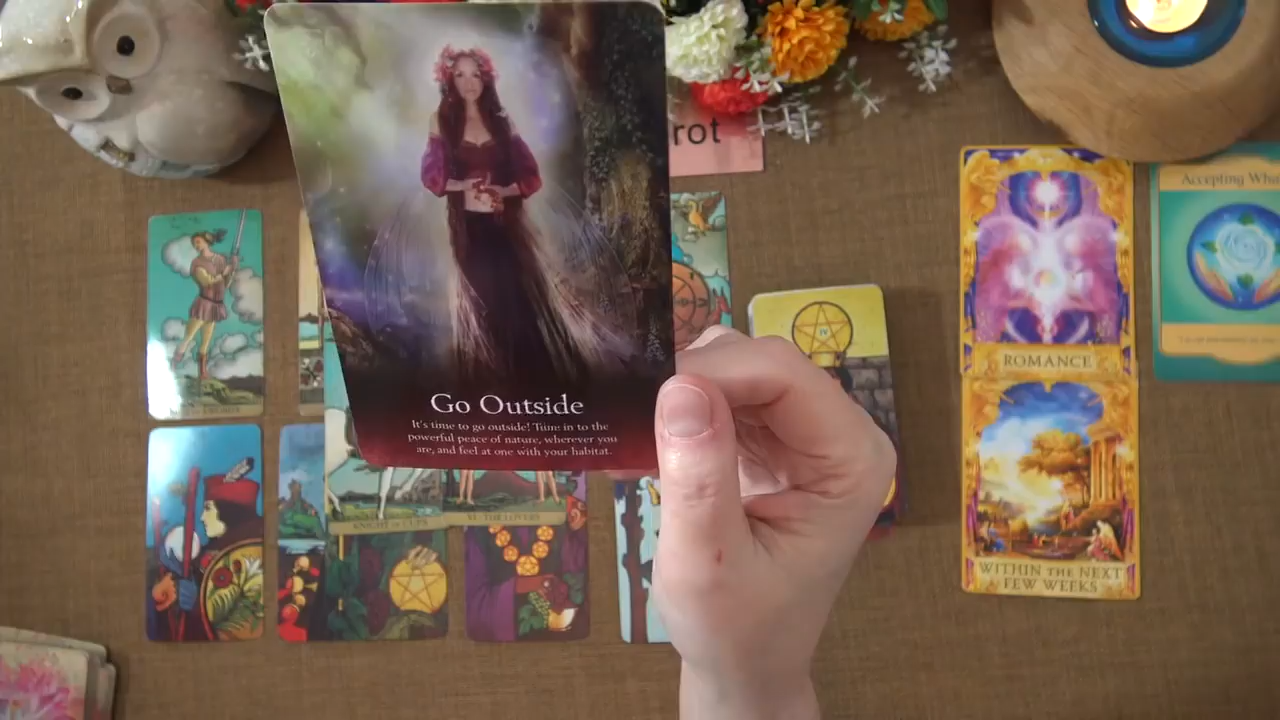 rot
Accepting Wha
ROMANCE
IV
Go Outside
It's time to go outside! Tune in to the
powerful peace of nature, wherever you
are, and feel at one with your habitat.
KNIGHT OF CUPS
VI · THE LOVERS
WITHIN THE NEXT
FEW WEEKS